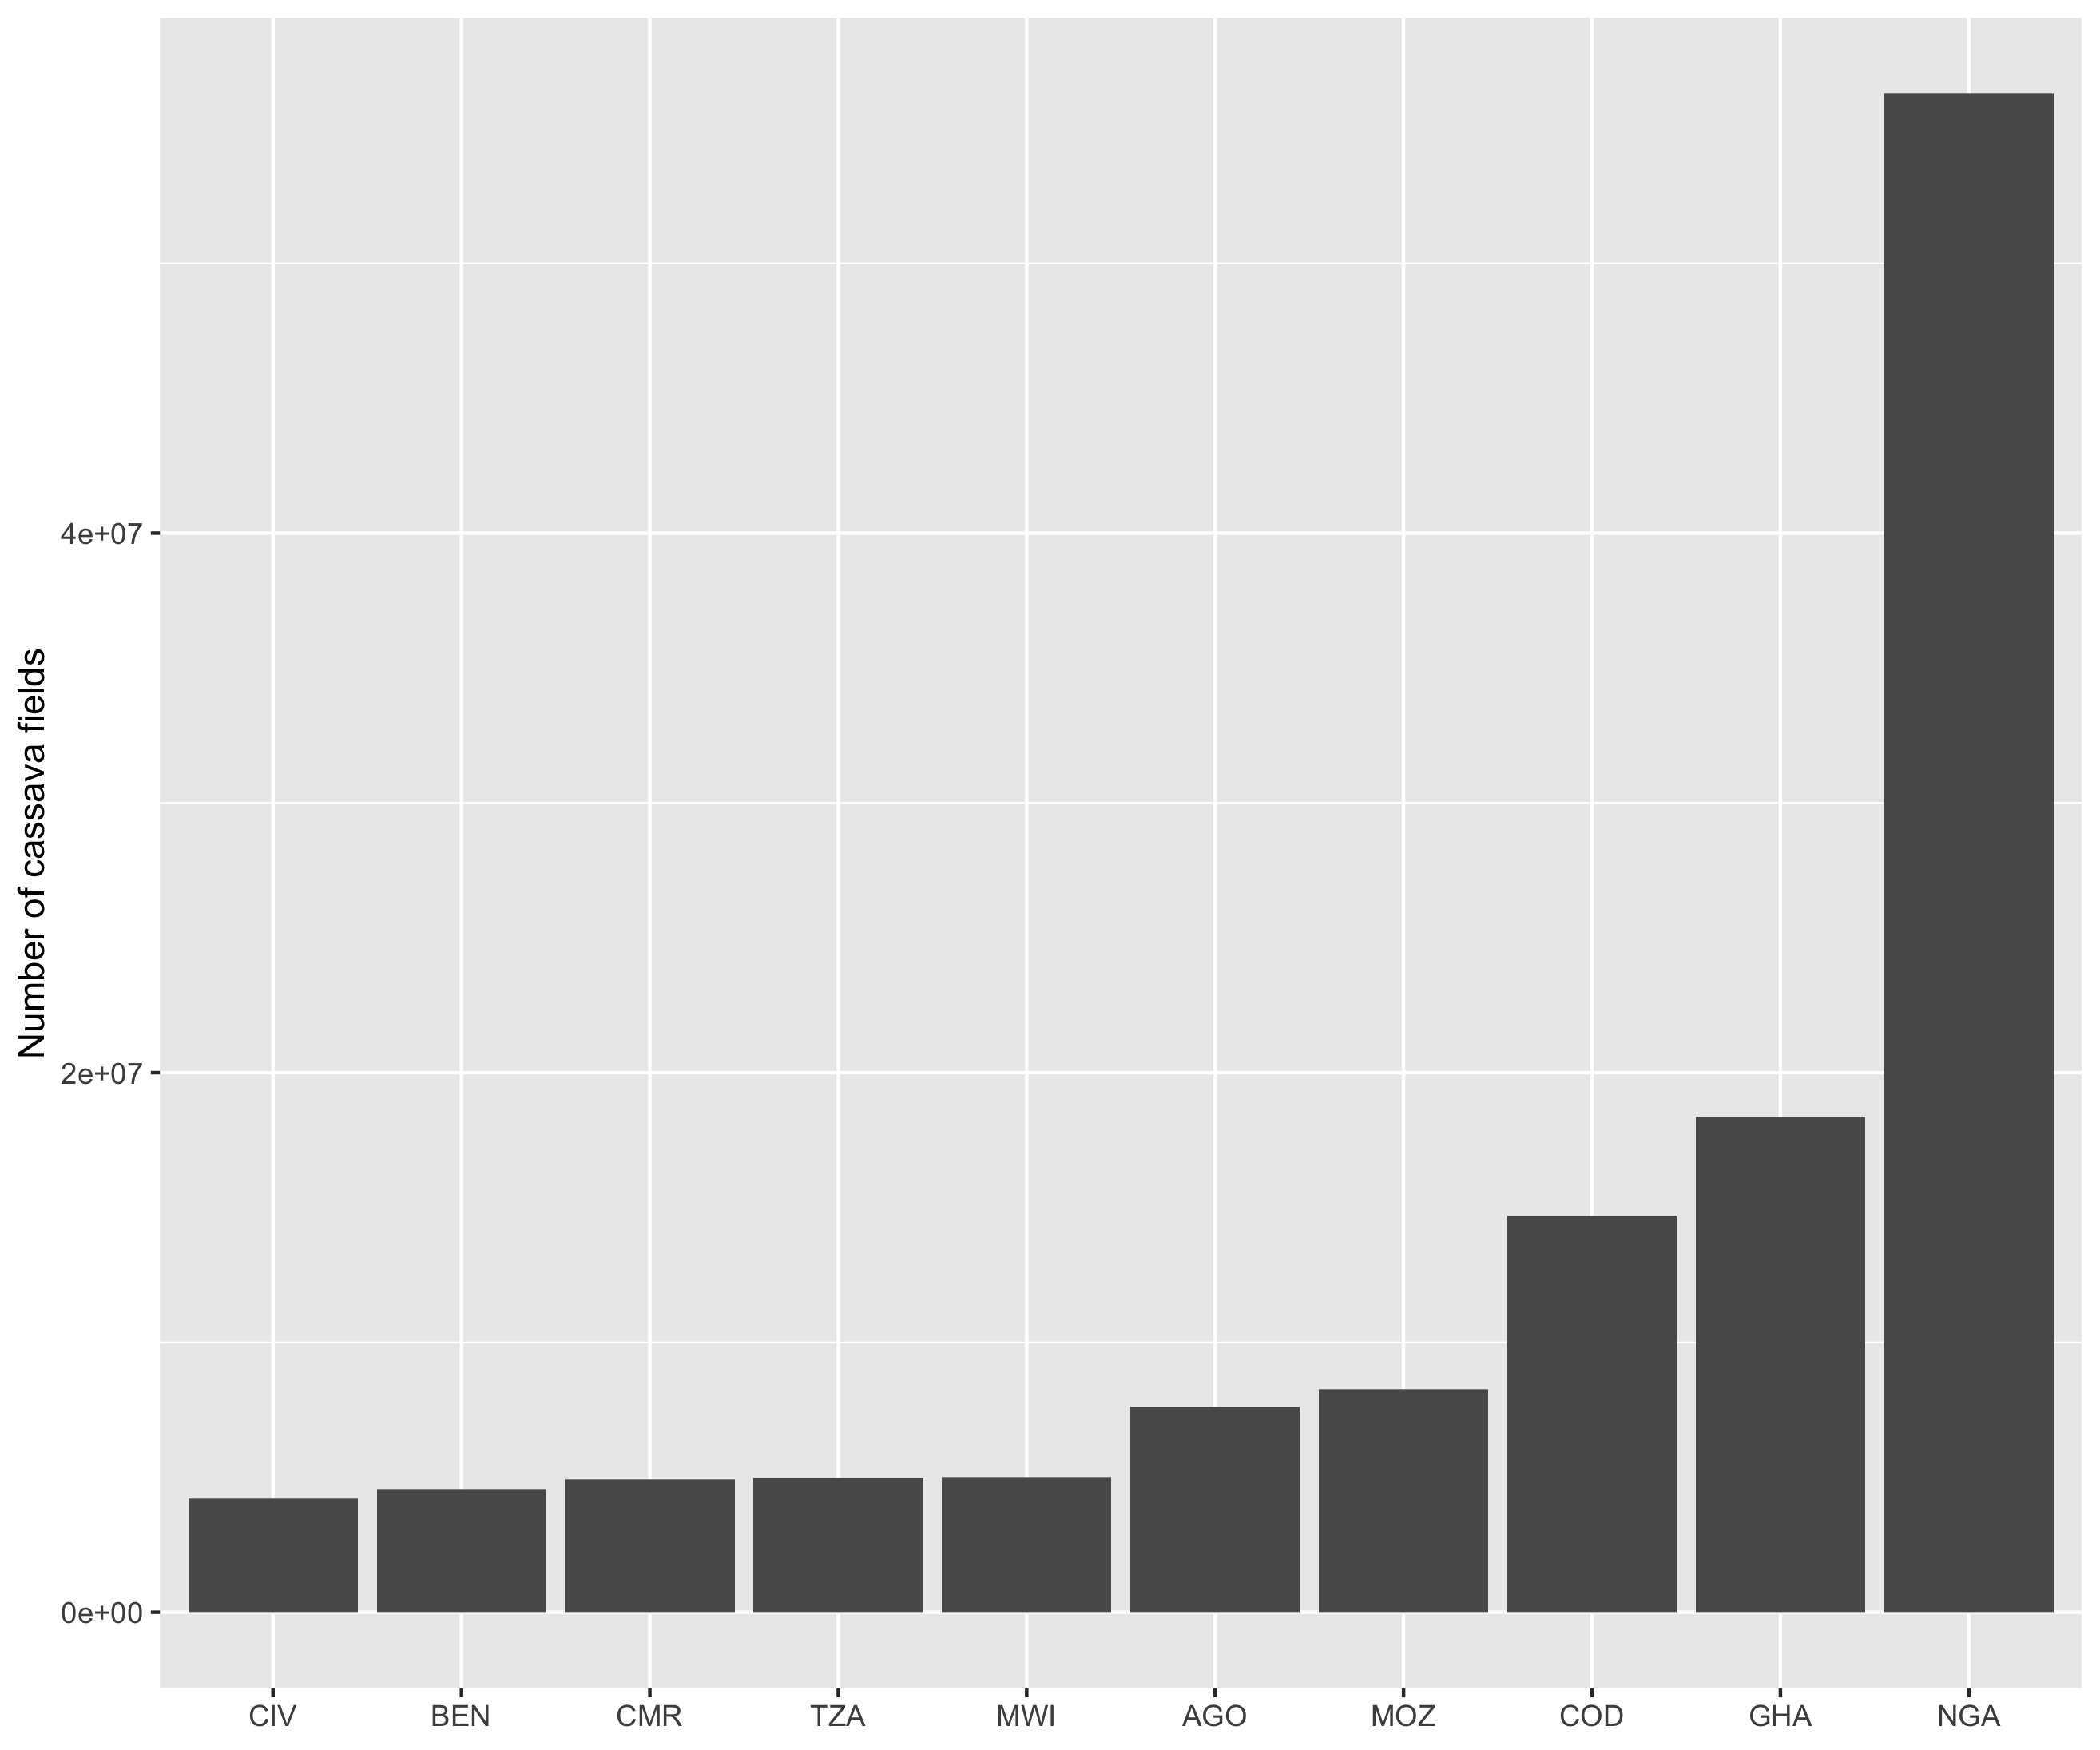 Number of cassava fields
4e+07
2e+07
0e+00
CIV BEN CMR TZA MWI AGO MOZ COD GHA NGA